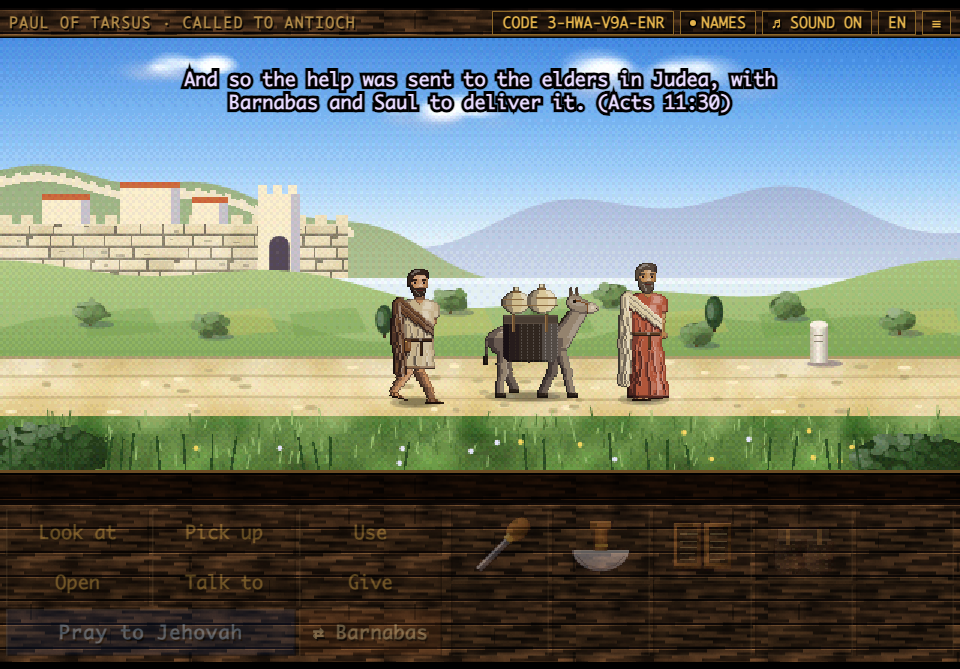 PAUL OF TARSUS · CALLED TO ANTIOCH
CODE 3-HWA-V9A-ENR
• NAMES
♬ SOUND ON
EN
≡
And so the help was sent to the elders in Judea, with
Barnabas and Saul to deliver it. (Acts 11:30)
Look at
Pick up
Use
Open
Talk to
Give
Pray to Jehovah
⇄ Barnabas